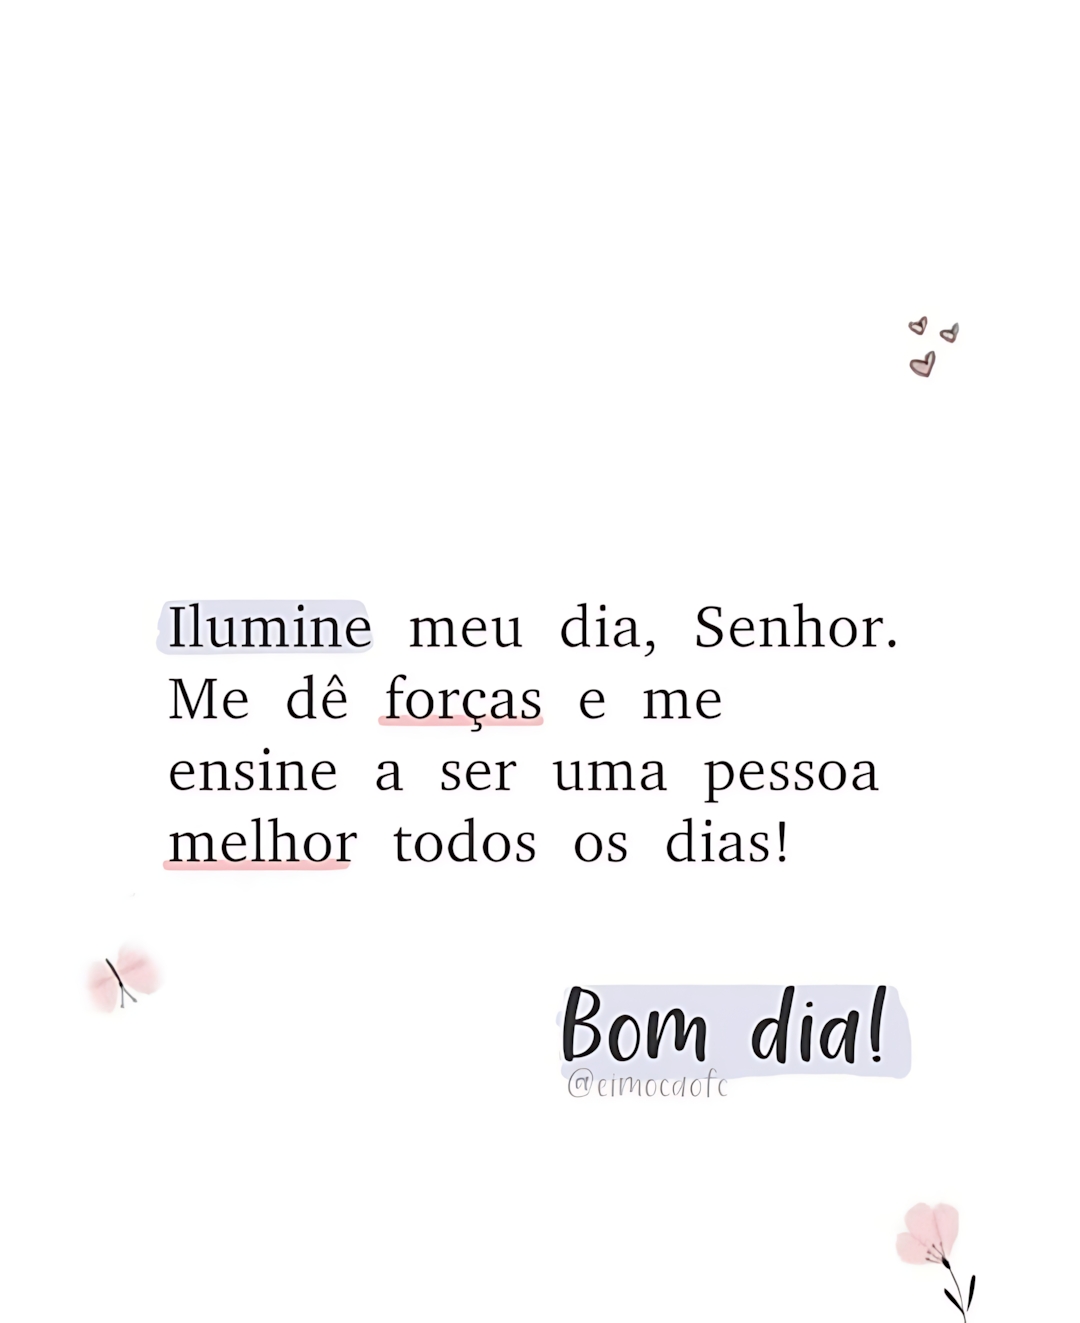 Ilumine meu dia, Senhor.
Me dê forças e me
ensine a ser uma pessoa
melhor todos os dias!
Bom dia!
@eimocaofc